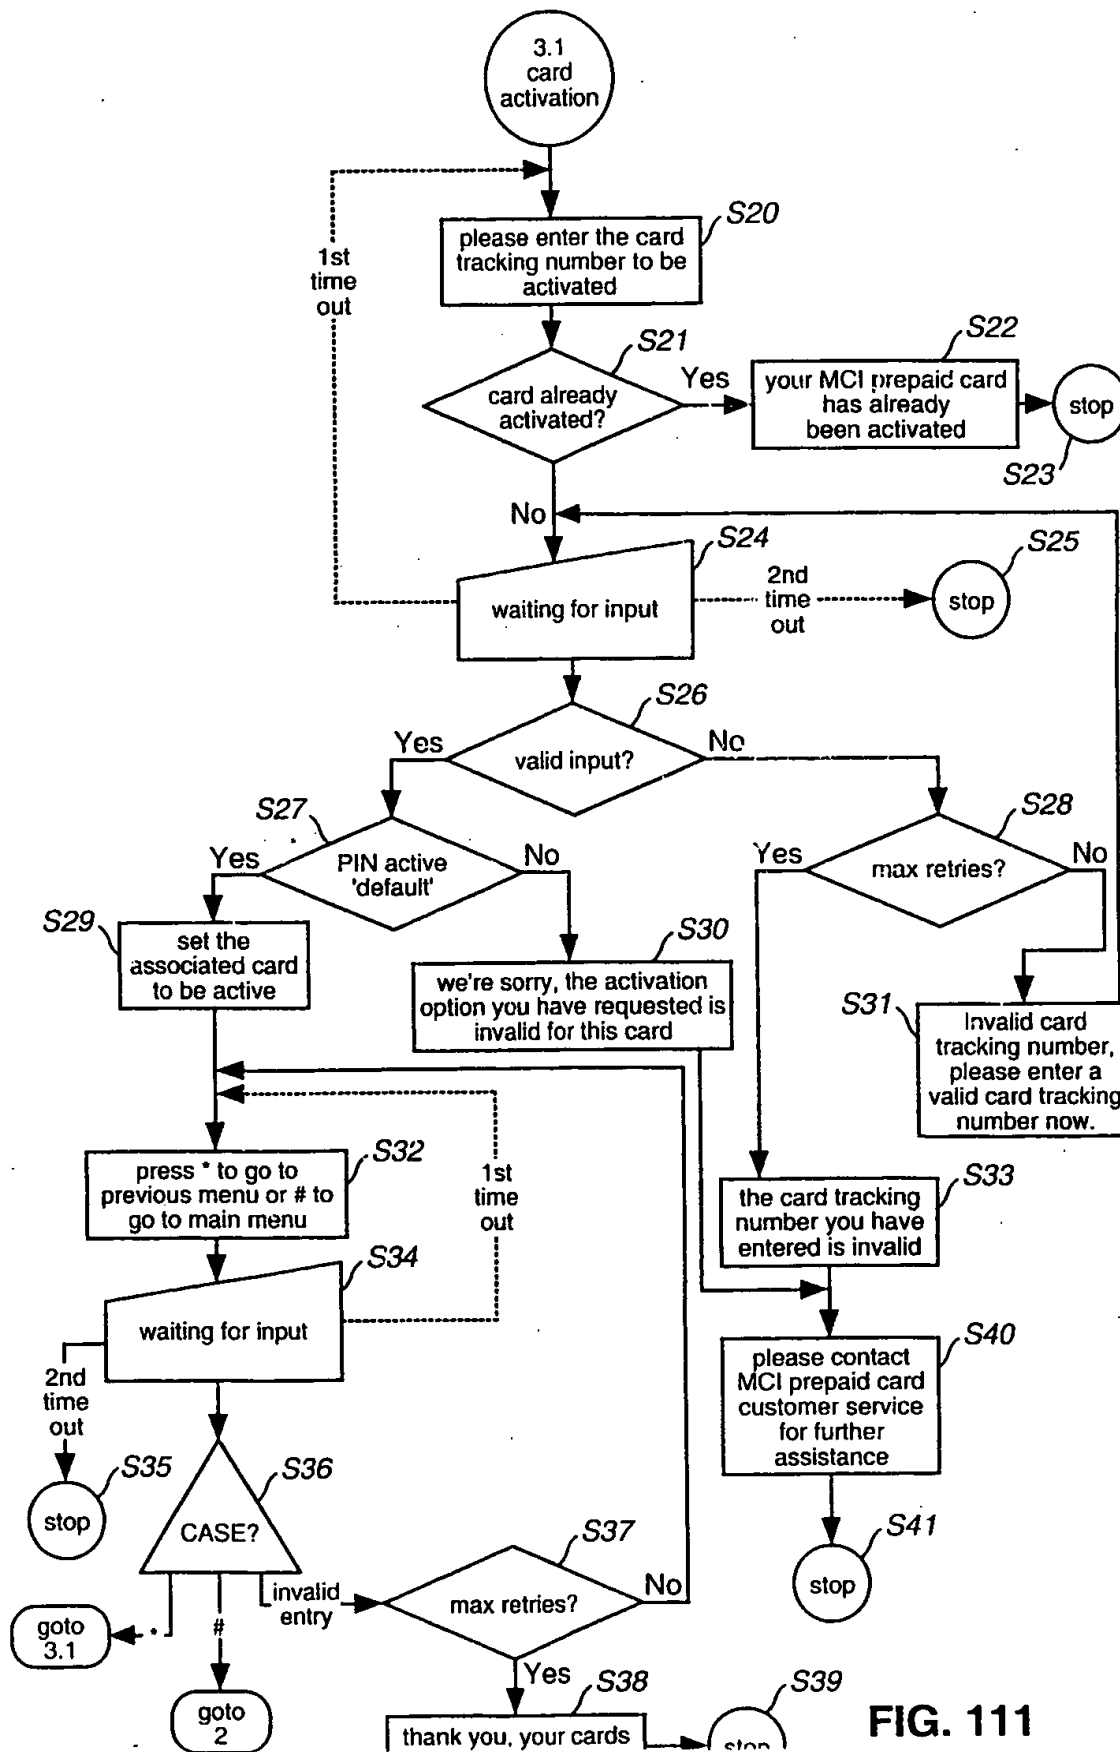 3.1
card
activation
S20
please enter the card
tracking number to be
activated
1st
time
out
S21
card already
activated?
Yes
S22
your MCI prepaid card
has already
been activated
stop
S23
No
S24
waiting for input
2nd
time
out
S25
stop
S26
valid input?
Yes
No
S27
PIN active
'default'
Yes
No
S28
max retries?
Yes
No
S29
set the
associated card
to be active
S30
we're sorry, the activation
option you have requested is
invalid for this card
S31
Invalid card
tracking number,
please enter a
valid card tracking
number now.
S32
press * to go to
previous menu or # to
go to main menu
1st
time
out
S33
the card tracking
number you have
entered is invalid
S34
waiting for input
2nd
time
out
S35
stop
S36
CASE?
S40
please contact
MCI prepaid card
customer service
for further
assistance
S41
stop
S37
max retries?
No
invalid
entry
*
goto
3.1
#
goto
2
Yes
S38
thank you, your cards
S39
stop
FIG. 111